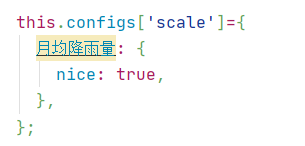 this.configs['scale']={
月均降雨量: {
nice: true,
},
};